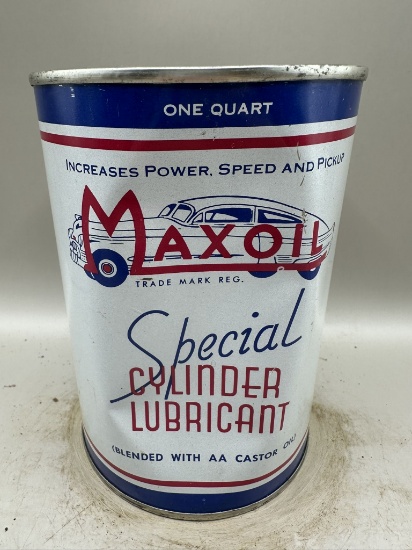 ONE QUART
INCREASES POWER, SPEED AND PICKUP
MAXOIL
TRADE MARK REG.
Special
CYLINDER
LUBRICANT
(BLENDED WITH AA CASTOR OIL)